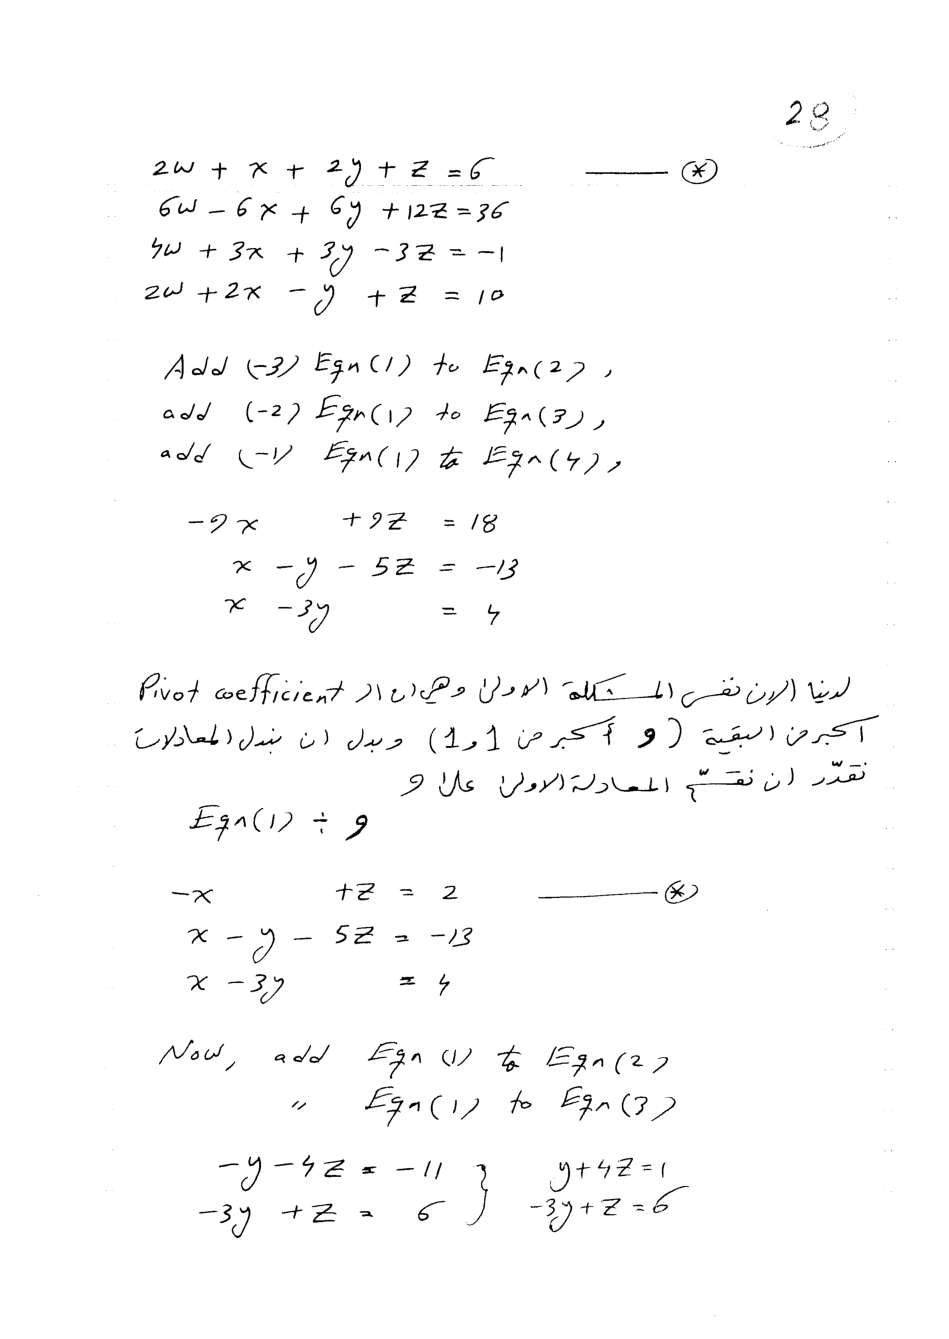 28
2w + x + 2y + z = 6 ——— (*)
6w - 6x + 6y + 12z = 36
4w + 3x + 3y - 3z = -1
2w + 2x - y + z = 10
Add (-3) Eqn(1) to Eqn(2),
add (-2) Eqn(1) to Eqn(3),
add (-1) Eqn(1) to Eqn(4),
-9x +9z = 18
x - y - 5z = -13
x - 3y = 4
لدينا الان نفس المشكلة الاولى وهي ان الـ Pivot coefficient
اكبر من البقية (9 أكبر من 1 و 1) وبدل ان نبدل المعادلات
نقدّر ان نقسّم المعادلة الاولى على 9
Eqn(1) ÷ 9
-x +z = 2 ——— (*)
x - y - 5z = -13
x - 3y = 4
Now, add Eqn (1) to Eqn(2)
" Eqn(1) to Eqn(3)
-y - 4z = -11 } y + 4z = 1
-3y + z = 6 } -3y + z = 6